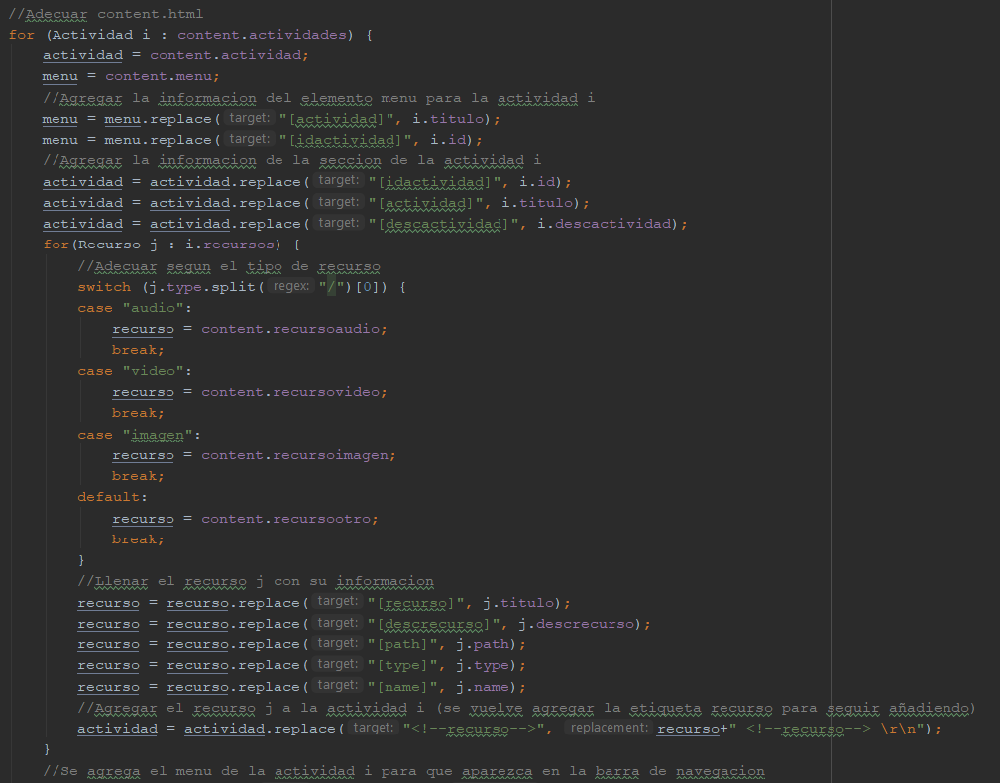 //Adecuar content.html
for (Actividad i : content.actividades) {
actividad = content.actividad;
menu = content.menu;
//Agregar la informacion del elemento menu para la actividad i
menu = menu.replace( target: "[actividad]", i.titulo);
menu = menu.replace( target: "[idactividad]", i.id);
//Agregar la informacion de la seccion de la actividad i
actividad = actividad.replace( target: "[idactividad]", i.id);
actividad = actividad.replace( target: "[actividad]", i.titulo);
actividad = actividad.replace( target: "[descactividad]", i.descactividad);
for(Recurso j : i.recursos) {
//Adecuar segun el tipo de recurso
switch (j.type.split( regex: "/")[0]) {
case "audio":
recurso = content.recursoaudio;
break;
case "video":
recurso = content.recursovideo;
break;
case "imagen":
recurso = content.recursoimagen;
break;
default:
recurso = content.recursootro;
break;
}
//Llenar el recurso j con su informacion
recurso = recurso.replace( target: "[recurso]", j.titulo);
recurso = recurso.replace( target: "[descrecurso]", j.descrecurso);
recurso = recurso.replace( target: "[path]", j.path);
recurso = recurso.replace( target: "[type]", j.type);
recurso = recurso.replace( target: "[name]", j.name);
//Agregar el recurso j a la actividad i (se vuelve agregar la etiqueta recurso para seguir añadiendo)
actividad = actividad.replace( target: "<!--recurso-->", replacement: recurso+" <!--recurso--> \r\n");
}
//Se agrega el menu de la actividad i para que aparezca en la barra de navegacion